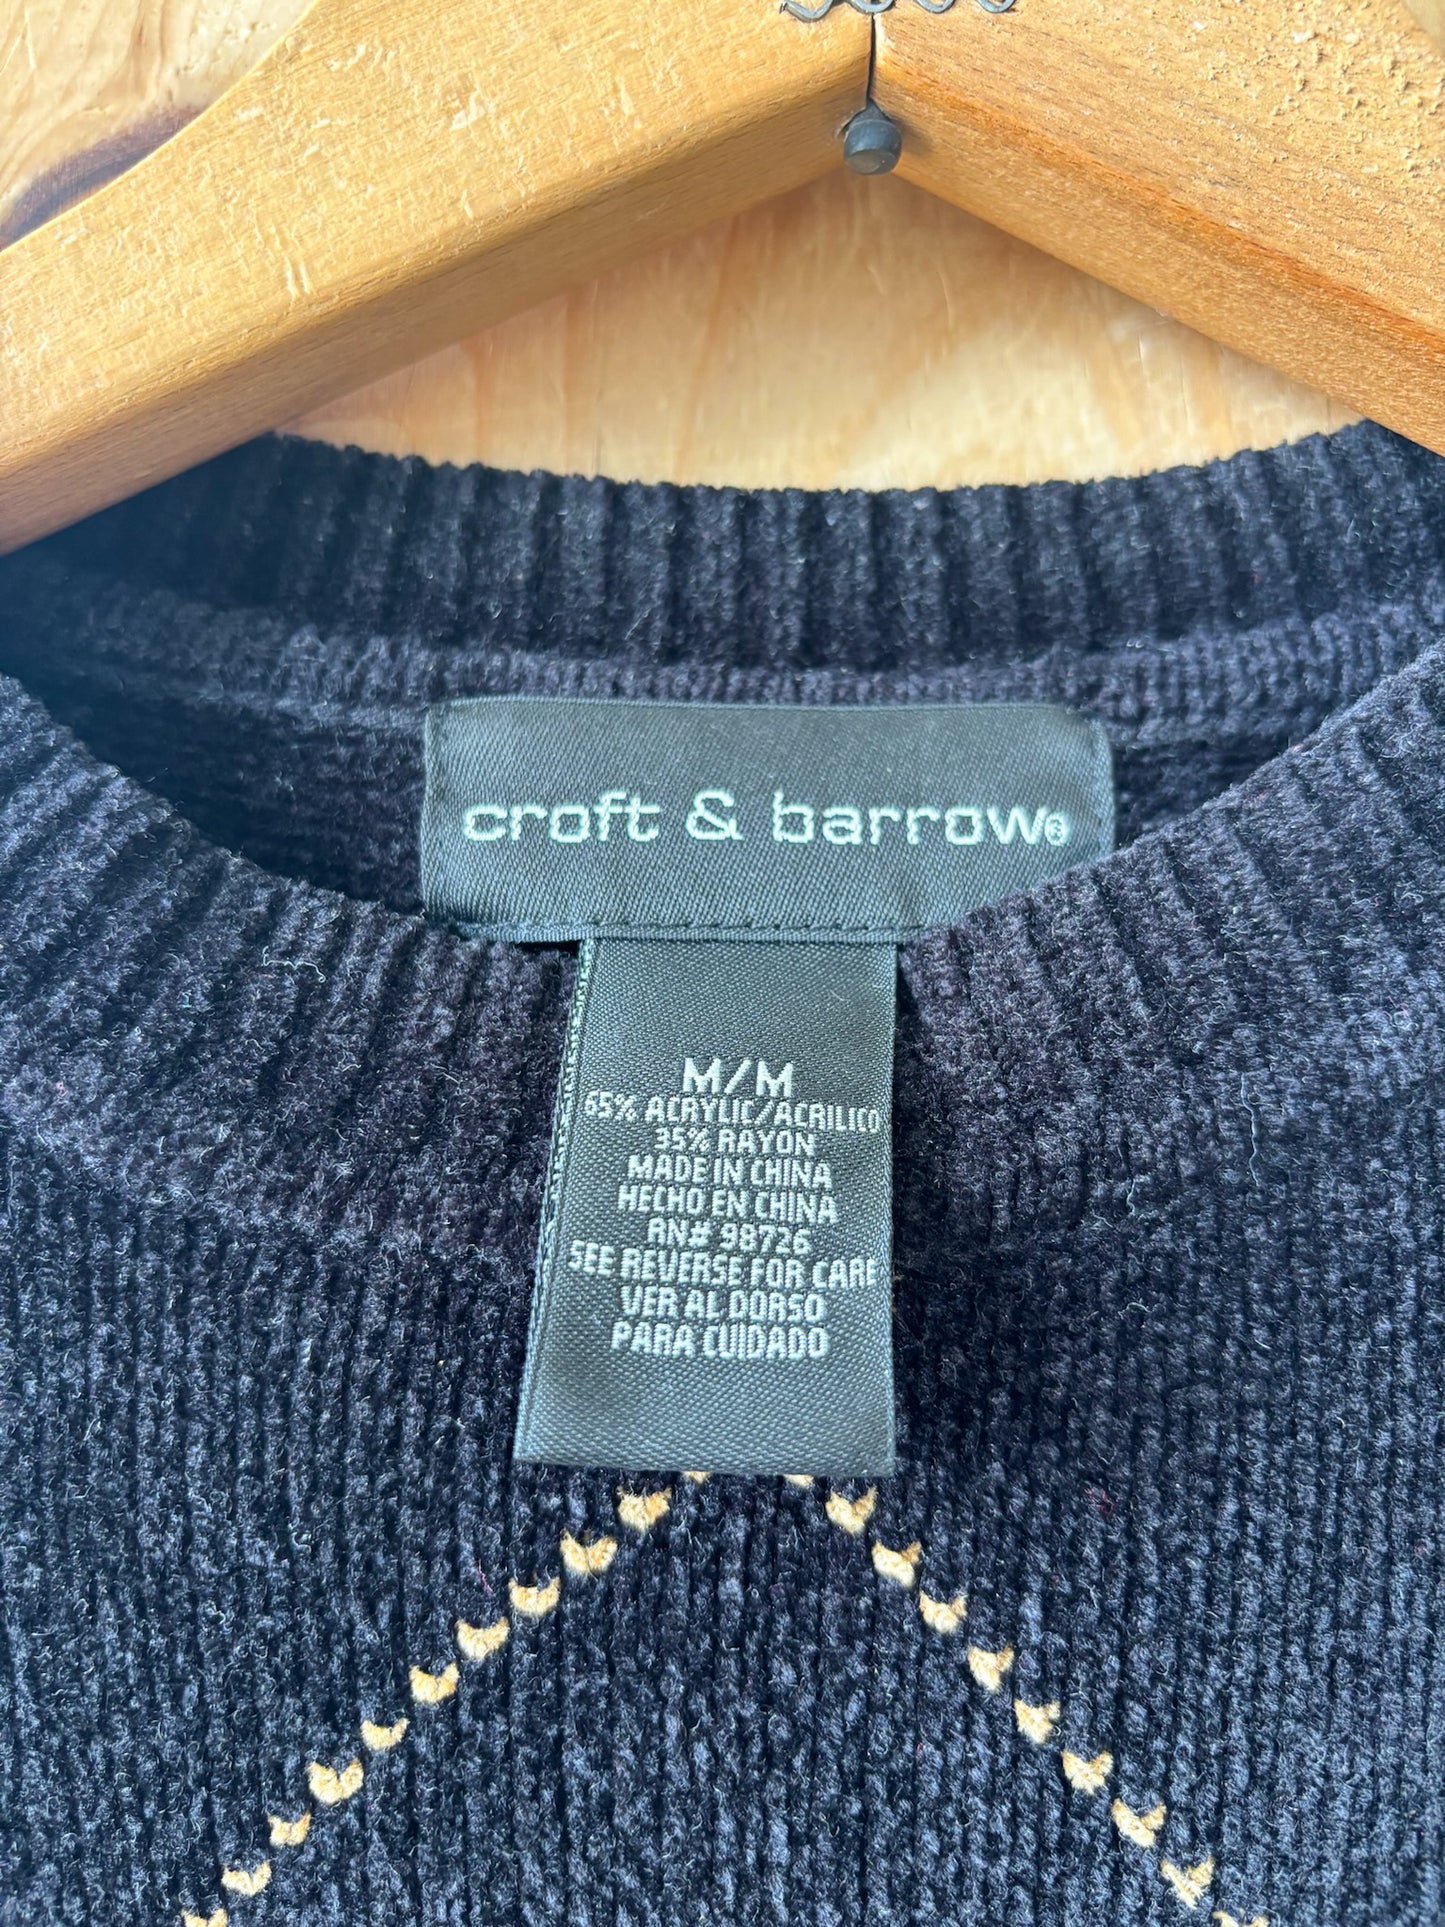 croft & barrow®
M/M
65% ACRYLIC/ACRILICO
35% RAYON
MADE IN CHINA
HECHO EN CHINA
RN# 98726
SEE REVERSE FOR CARE
VER AL DORSO
PARA CUIDADO